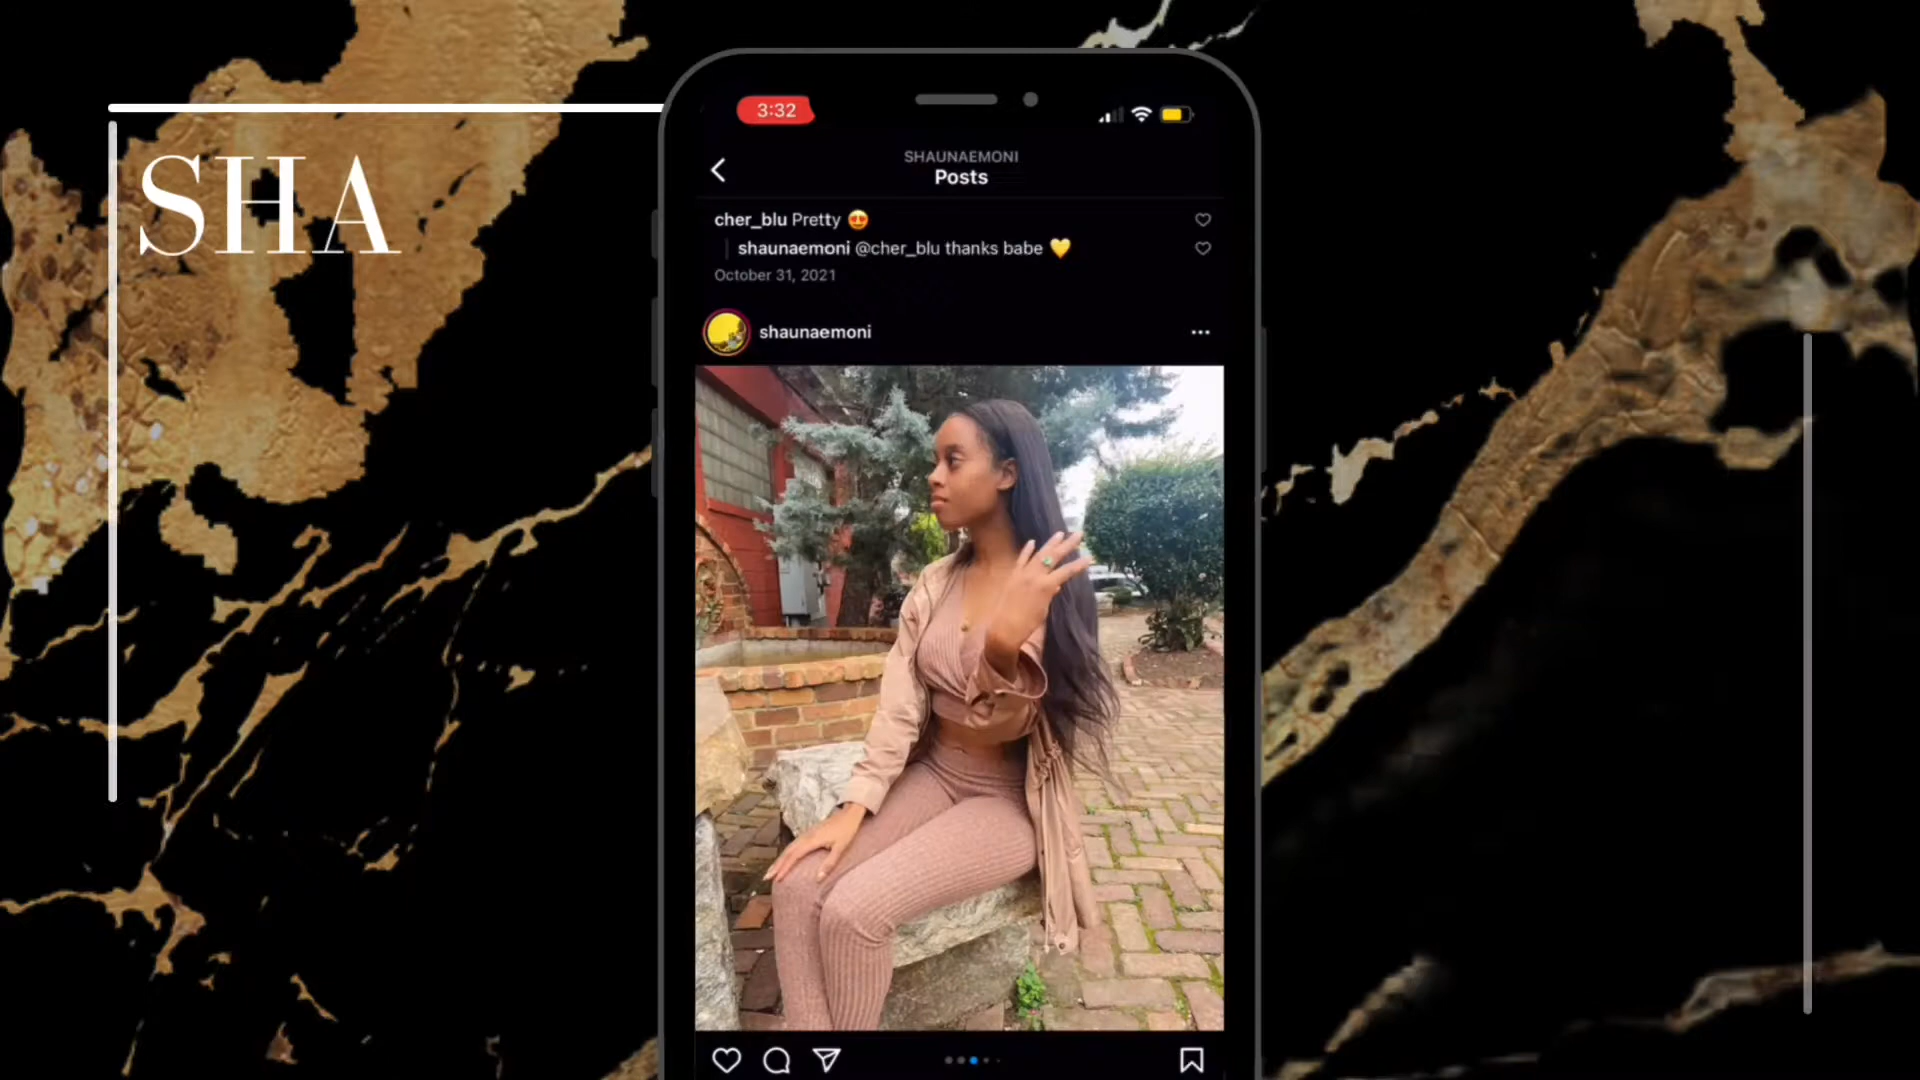 SHA
3:32
SHAUNAEMONI
Posts
cher_blu Pretty 😍
shaunaemoni @cher_blu thanks babe 💛
October 31, 2021
shaunaemoni